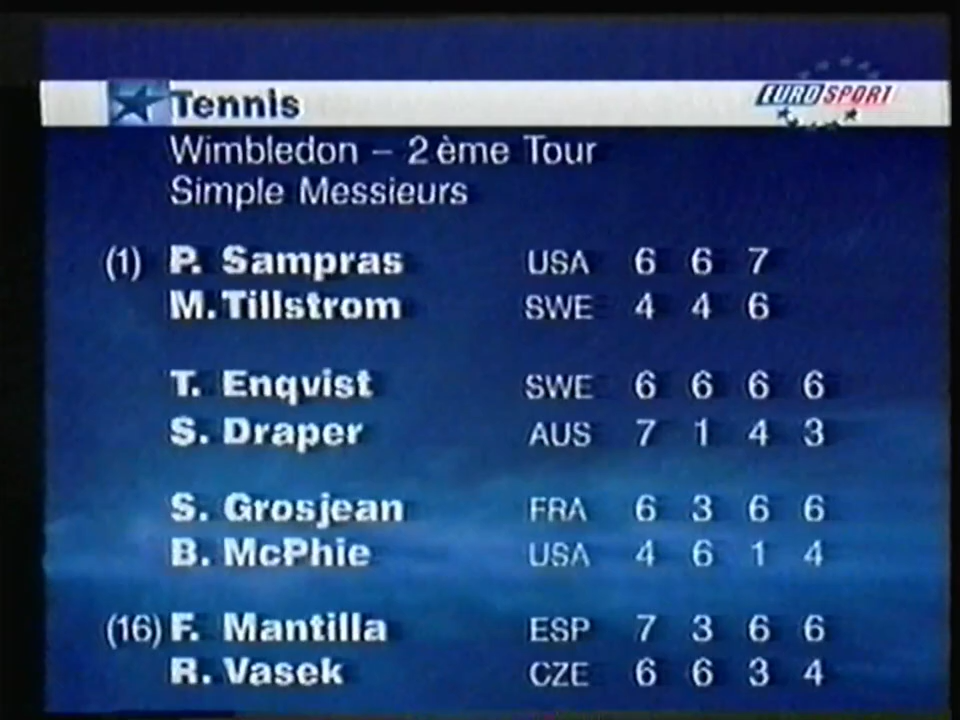 Tennis
EUROSPORT
Wimbledon – 2ème Tour
Simple Messieurs
(1) P. Sampras USA 6 6 7
M. Tillstrom SWE 4 4 6
T. Enqvist SWE 6 6 6 6
S. Draper AUS 7 1 4 3
S. Grosjean FRA 6 3 6 6
B. McPhie USA 4 6 1 4
(16) F. Mantilla ESP 7 3 6 6
R. Vasek CZE 6 6 3 4